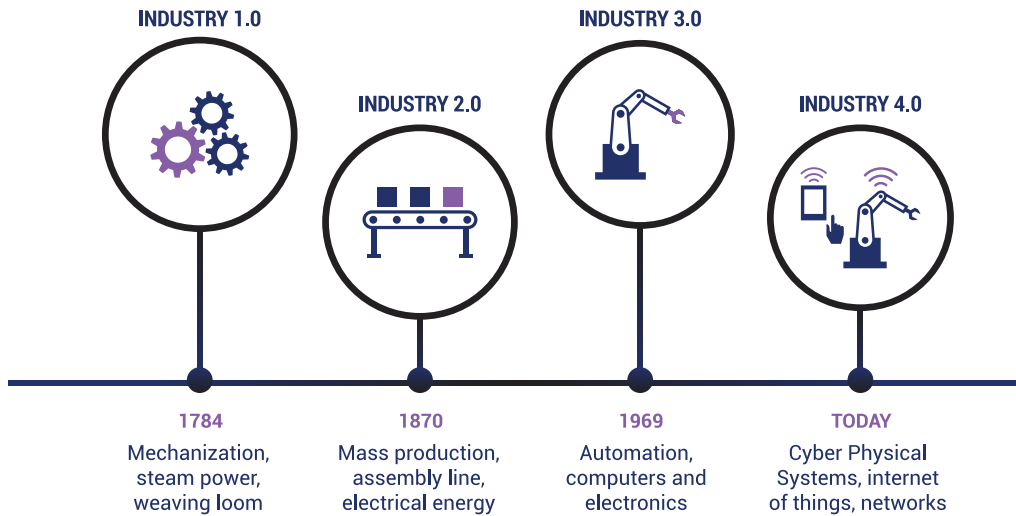 INDUSTRY 1.0
INDUSTRY 2.0
INDUSTRY 3.0
INDUSTRY 4.0
1784
Mechanization,
steam power,
weaving loom
1870
Mass production,
assembly line,
electrical energy
1969
Automation,
computers and
electronics
TODAY
Cyber Physical
Systems, internet
of things, networks